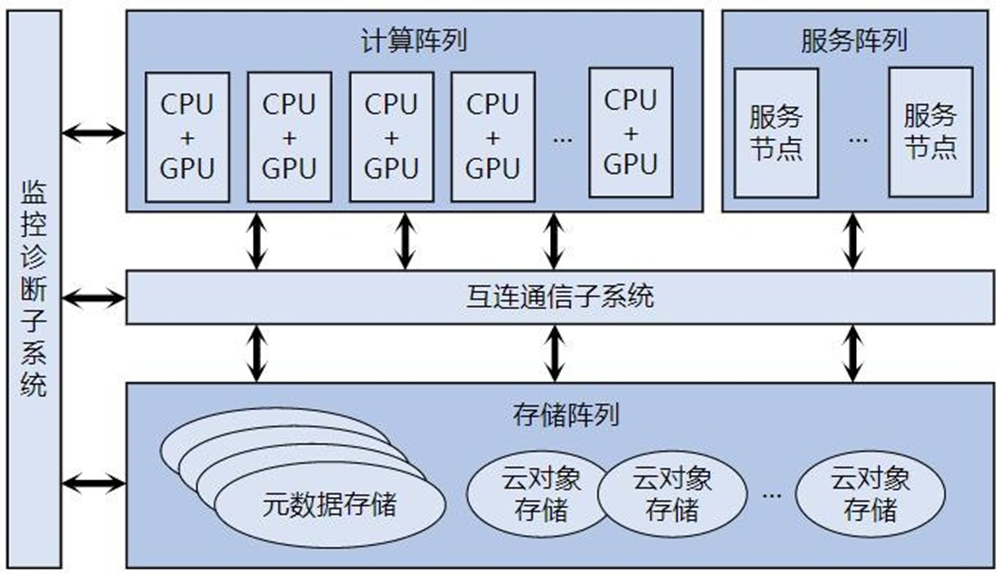 监控诊断子系统
计算阵列
CPU
+
GPU
CPU
+
GPU
CPU
+
GPU
CPU
+
GPU
...
CPU
+
GPU
服务阵列
服务
节点
...
服务
节点
互连通信子系统
存储阵列
元数据存储
云对象
存储
云对象
存储
...
云对象
存储